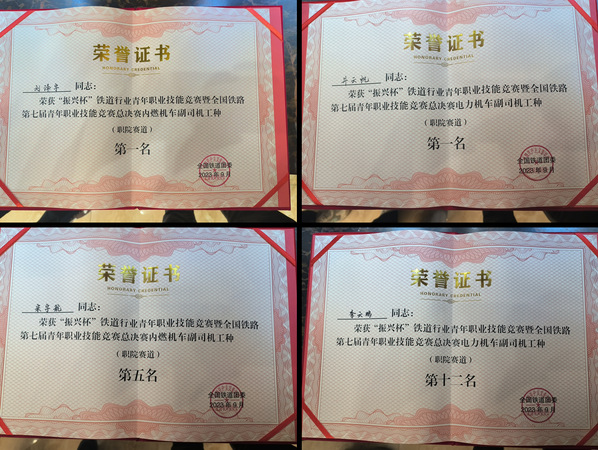 荣誉证书
HONORARY CREDENTIAL
同志：
荣获“振兴杯”铁道行业青年职业技能竞赛暨全国铁路
第七届青年职业技能竞赛总决赛内燃机车副司机工种
（职院赛道）
第一名
全国铁道团委
2023年9月
荣誉证书
HONORARY CREDENTIAL
同志：
荣获“振兴杯”铁道行业青年职业技能竞赛暨全国铁路
第七届青年职业技能竞赛总决赛电力机车副司机工种
（职院赛道）
第一名
全国铁道团委
2023年9月
荣誉证书
HONORARY CREDENTIAL
同志：
荣获“振兴杯”铁道行业青年职业技能竞赛暨全国铁路
第七届青年职业技能竞赛总决赛内燃机车副司机工种
（职院赛道）
第五名
全国铁道团委
2023年9月
荣誉证书
HONORARY CREDENTIAL
李云鹏 同志：
荣获“振兴杯”铁道行业青年职业技能竞赛暨全国铁路
第七届青年职业技能竞赛总决赛电力机车副司机工种
（职院赛道）
第十二名
全国铁道团委
2023年9月